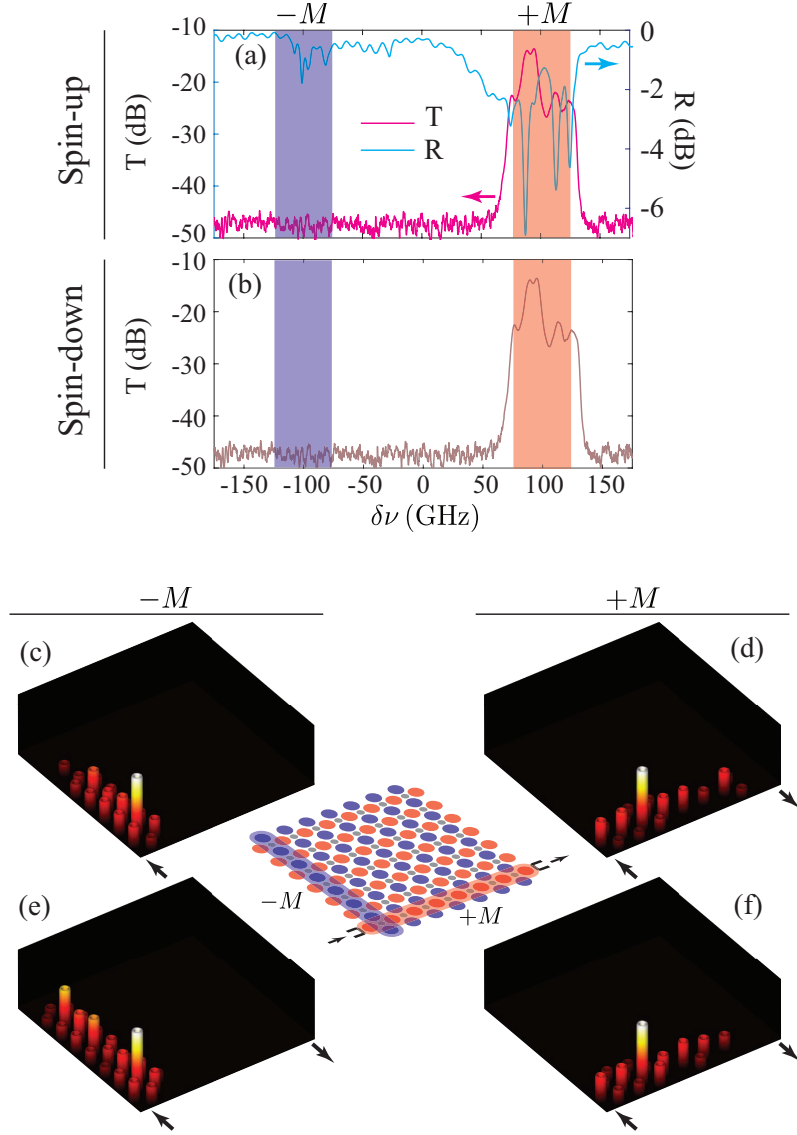 −M +M
Spin-up
(a)
T (dB)
-10
-20
-30
-40
-50
T
R
0
-2
-4
-6
R (dB)
Spin-down
(b)
T (dB)
-10
-20
-30
-40
-50
-150 -100 -50 0 50 100 150
δν (GHz)
−M +M
(c) (d)
−M +M
(e) (f)